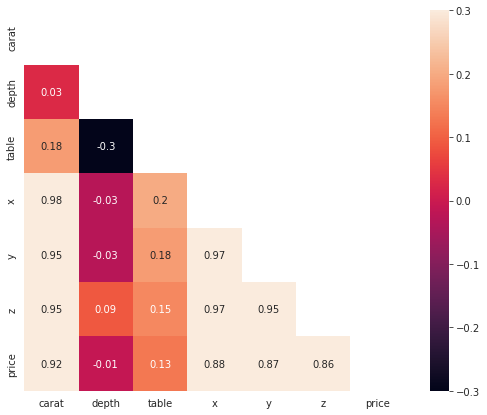 carat
depth 0.03
table 0.18 -0.3
x 0.98 -0.03 0.2
y 0.95 -0.03 0.18 0.97
z 0.95 0.09 0.15 0.97 0.95
price 0.92 -0.01 0.13 0.88 0.87 0.86
carat depth table x y z price
0.3
0.2
0.1
0.0
−0.1
−0.2
−0.3